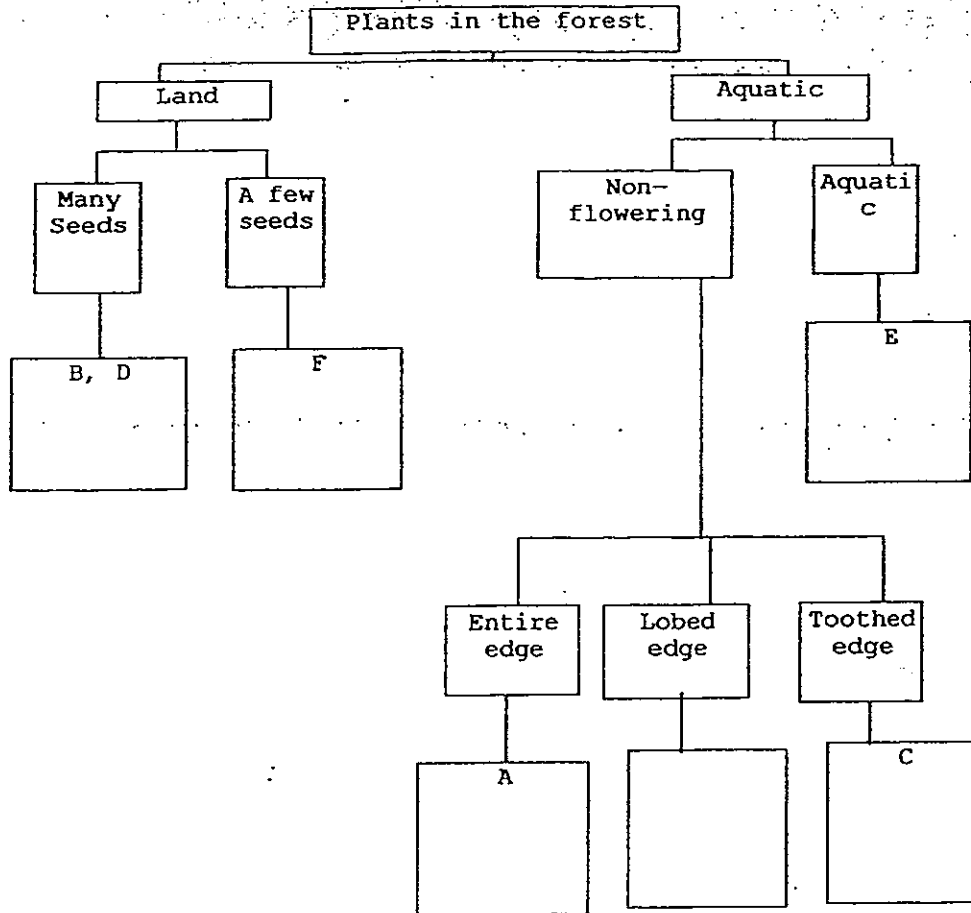 Plants in the forest
Land
Aquatic
Many
Seeds
A few
seeds
Non-
flowering
Aquati
c
B, D
F
E
Entire
edge
Lobed
edge
Toothed
edge
A
C